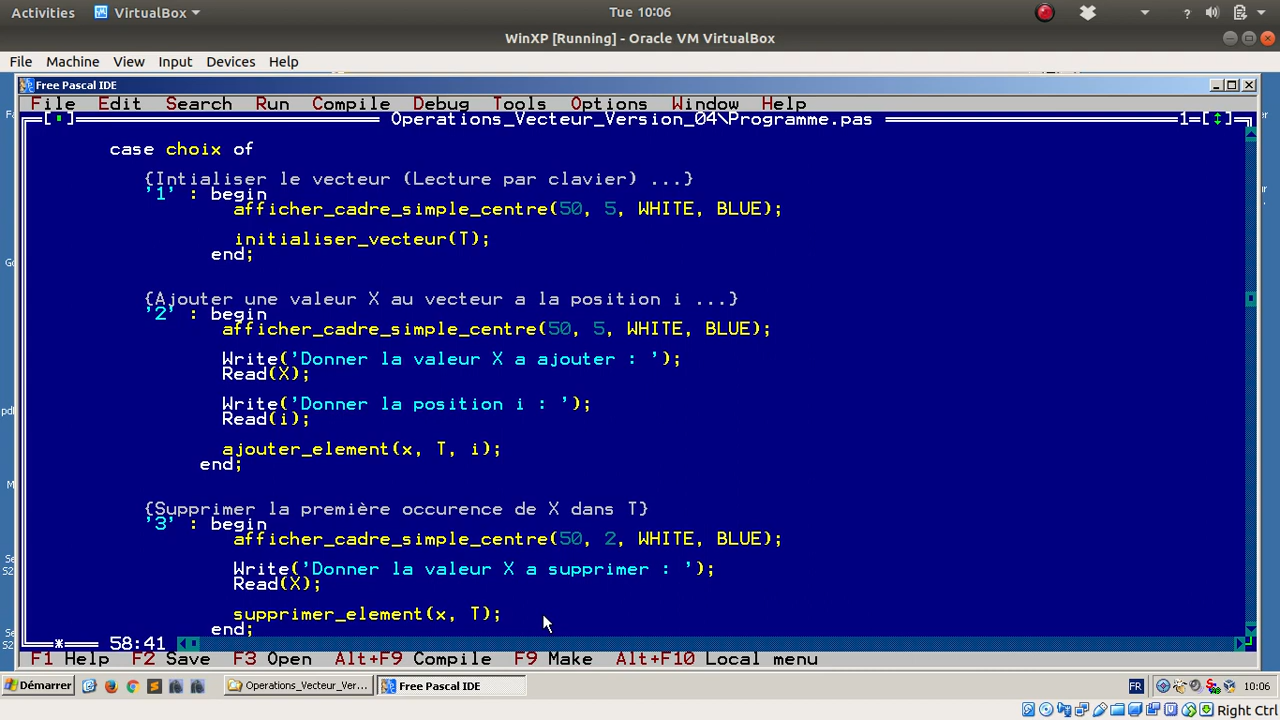 Activities VirtualBox Tue 10:06 ?
WinXP [Running] - Oracle VM VirtualBox
File Machine View Input Devices Help
Free Pascal IDE
File Edit Search Run Compile Debug Tools Options Window Help
Operations_Vecteur_Version_04\Programme.pas 1=[↕]
case choix of
{Intialiser le vecteur (Lecture par clavier) ...}
'1' : begin
afficher_cadre_simple_centre(50, 5, WHITE, BLUE);
initialiser_vecteur(T);
end;
{Ajouter une valeur X au vecteur a la position i ...}
'2' : begin
afficher_cadre_simple_centre(50, 5, WHITE, BLUE);
Write('Donner la valeur X a ajouter : ');
Read(X);
Write('Donner la position i : ');
Read(i);
ajouter_element(x, T, i);
end;
{Supprimer la première occurence de X dans T}
'3' : begin
afficher_cadre_simple_centre(50, 2, WHITE, BLUE);
Write('Donner la valeur X a supprimer : ');
Read(X);
supprimer_element(x, T);
end;
* 58:41
F1 Help F2 Save F3 Open Alt+F9 Compile F9 Make Alt+F10 Local menu
Démarrer Operations_Vecteur_Ver... Free Pascal IDE FR 10:06
Right Ctrl